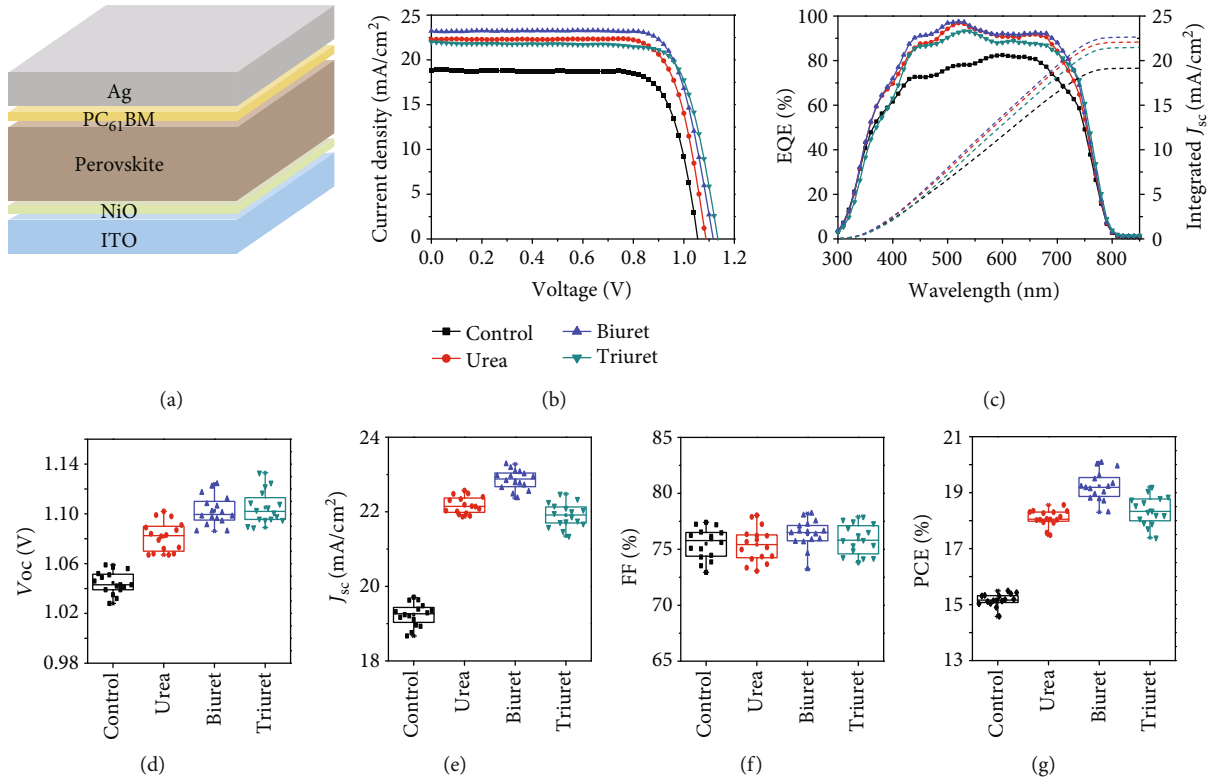 Ag
PC61BM
Perovskite
NiO
ITO
(a)
Current density (mA/cm2)
25
20
15
10
5
0
0.0 0.2 0.4 0.6 0.8 1.0 1.2
Voltage (V)
Control
Urea
Biuret
Triuret
(b)
EQE (%)
100
80
60
40
20
0
300 400 500 600 700 800
Wavelength (nm)
25
20
15
10
5
0
Integrated Jsc (mA/cm2)
(c)
Voc (V)
1.14
1.10
1.06
1.02
0.98
Control Urea Biuret Triuret
(d)
Jsc (mA/cm2)
24
22
20
18
Control Urea Biuret Triuret
(e)
FF (%)
85
80
75
70
65
Control Urea Biuret Triuret
(f)
PCE (%)
21
19
17
15
13
Control Urea Biuret Triuret
(g)